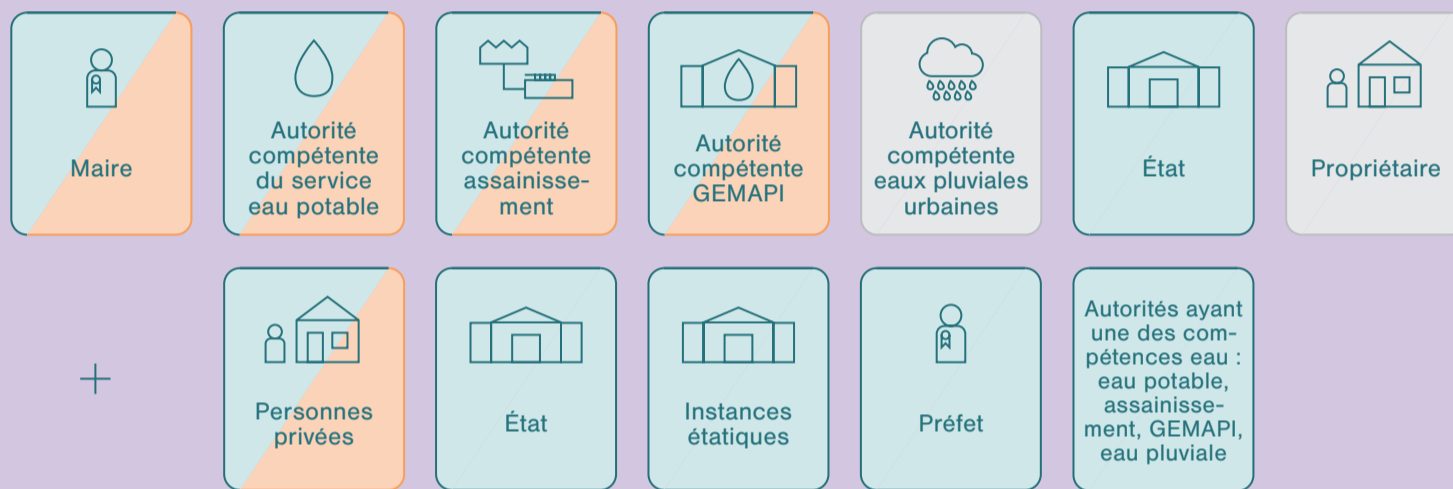 Maire
Autorité
compétente
du service
eau potable
Autorité
compétente
assainisse-
ment
Autorité
compétente
GEMAPI
Autorité
compétente
eaux pluviales
urbaines
État
Propriétaire
+
Personnes
privées
État
Instances
étatiques
Préfet
Autorités ayant
une des com-
pétences eau :
eau potable,
assainisse-
ment, GEMAPI,
eau pluviale